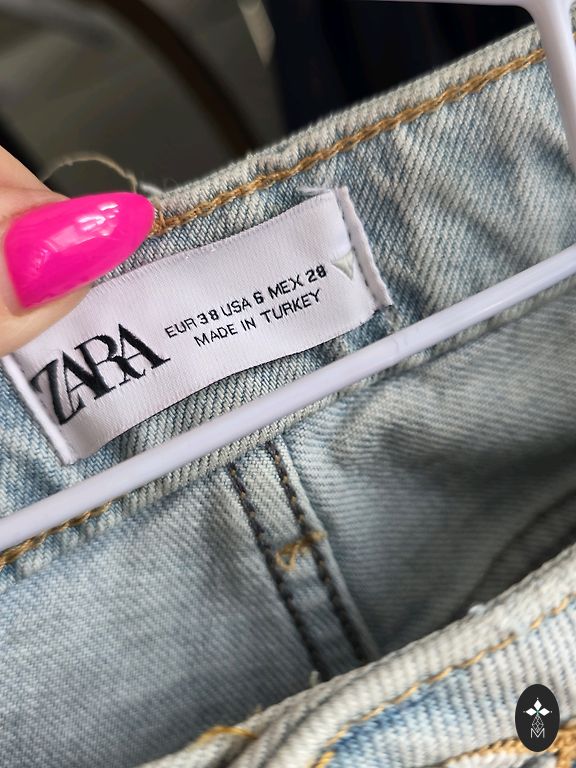 ZARA
EUR 38 USA 6 MEX 28
MADE IN TURKEY
M